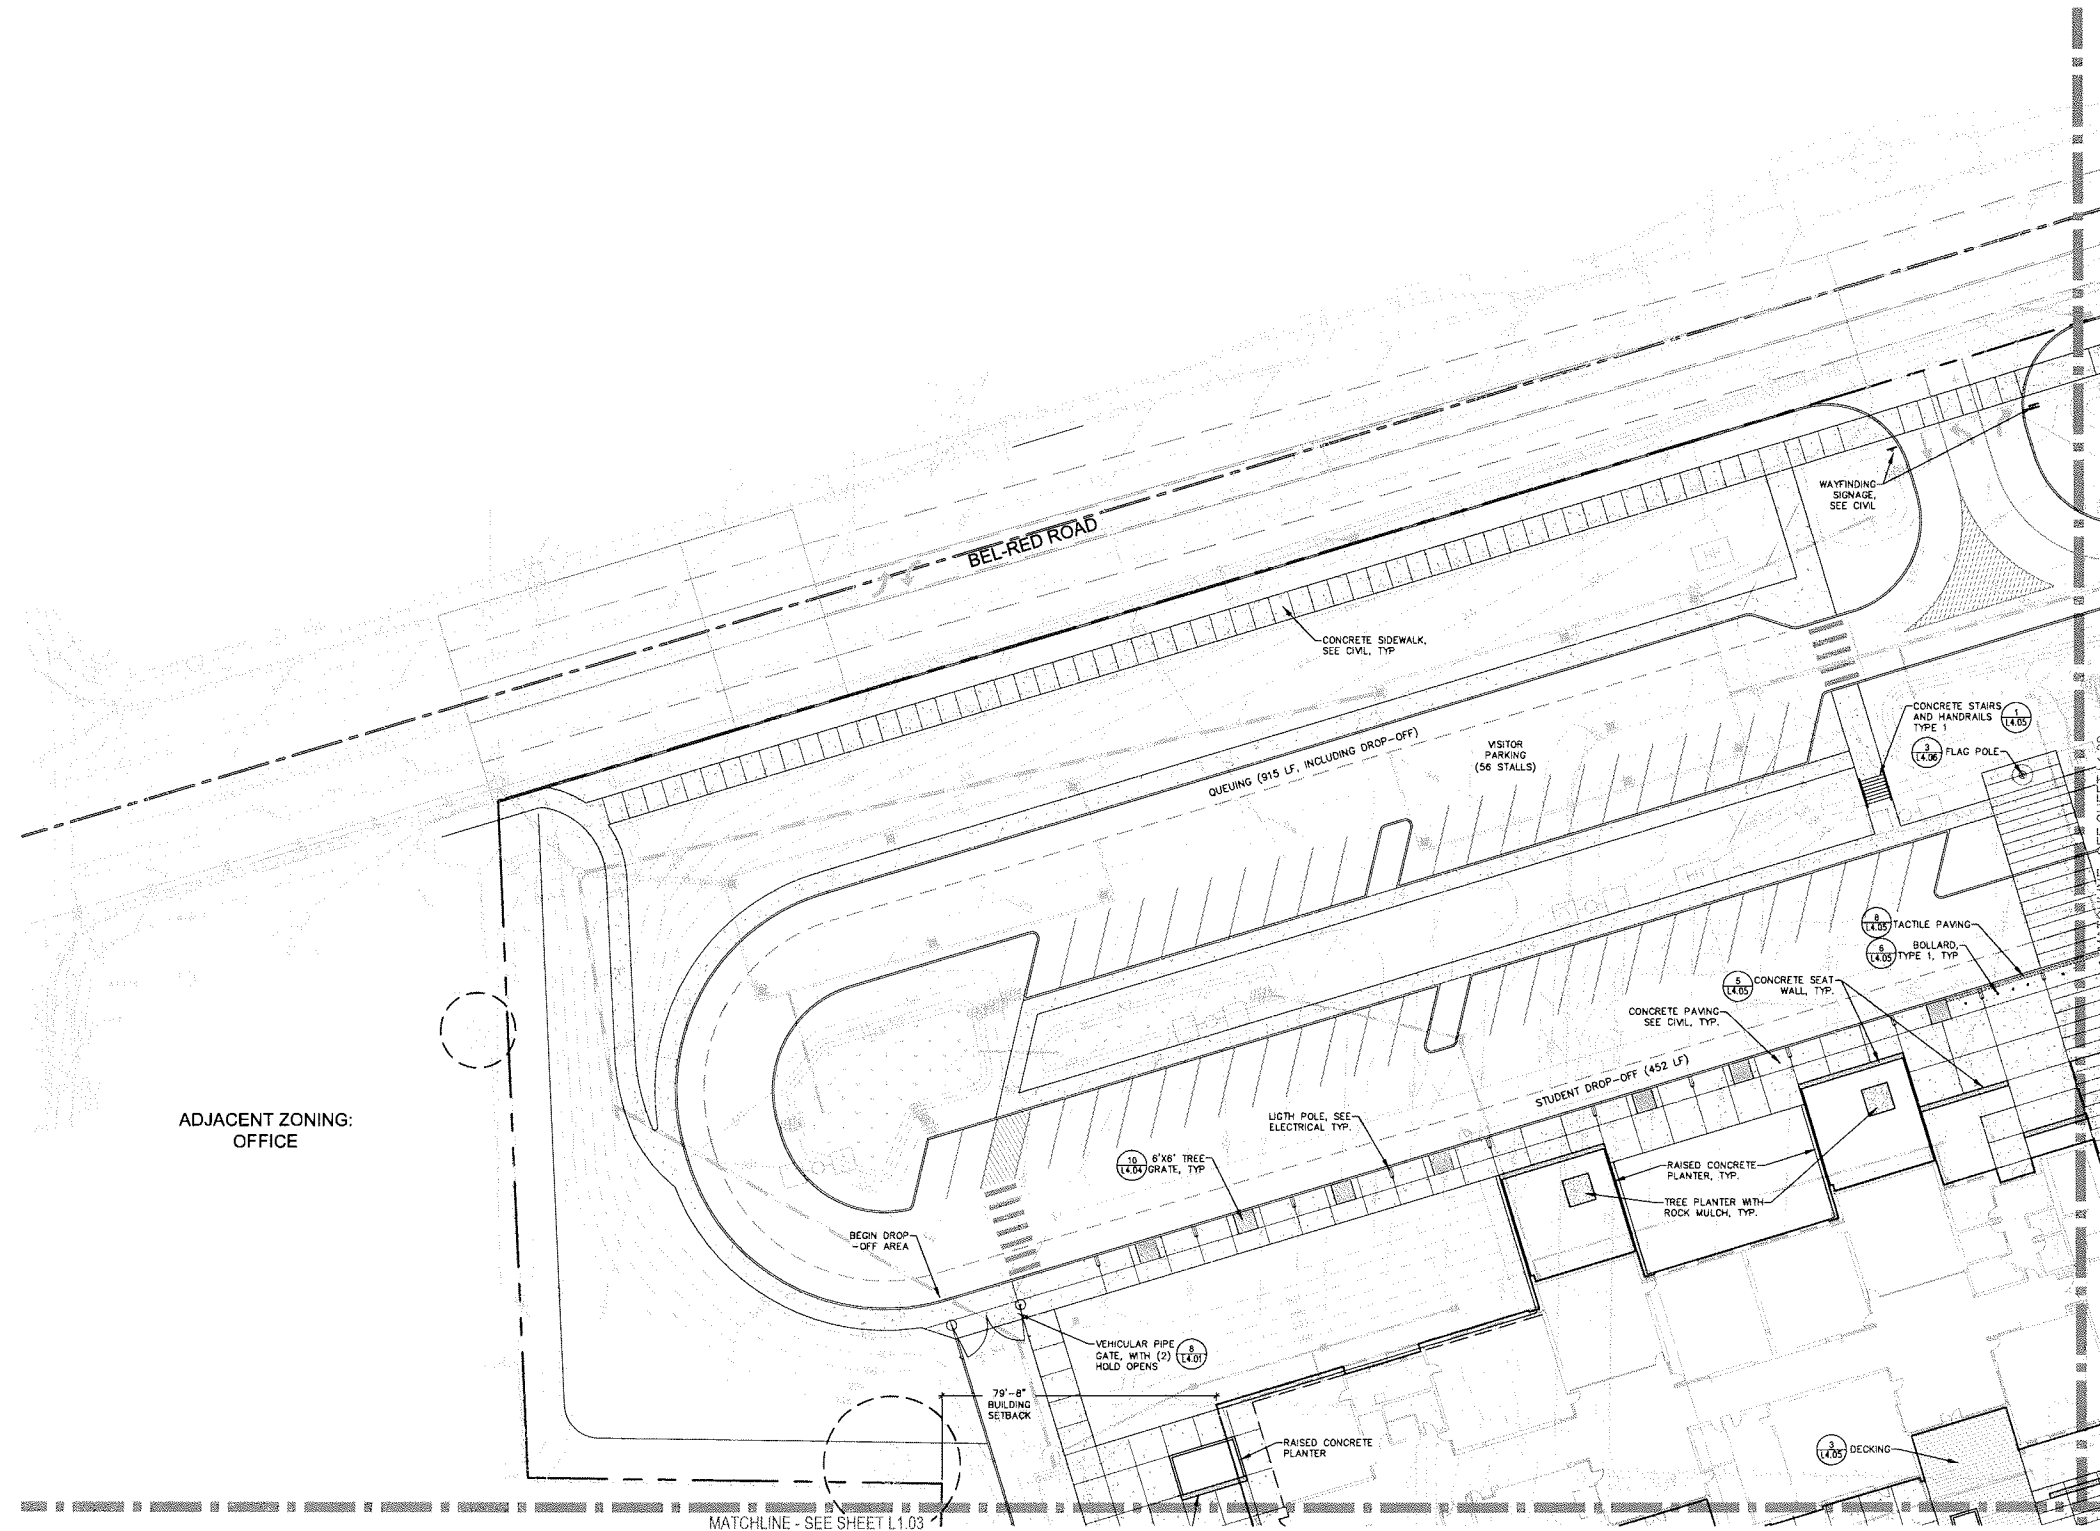 BEL-RED ROAD
WAYFINDING
SIGNAGE,
SEE CIVIL
CONCRETE SIDEWALK,
SEE CIVIL, TYP
CONCRETE STAIRS
AND HANDRAILS
TYPE 1
1
L4.05
3
L4.06
FLAG POLE
QUEUING (915 LF, INCLUDING DROP-OFF)
VISITOR
PARKING
(56 STALLS)
8
L4.05
TACTILE PAVING
6
L4.05
BOLLARD,
TYPE 1, TYP
5
L4.05
CONCRETE SEAT
WALL, TYP.
CONCRETE PAVING
SEE CIVIL, TYP.
STUDENT DROP-OFF (452 LF)
ADJACENT ZONING:
OFFICE
LIGTH POLE, SEE
ELECTRICAL TYP.
10
L4.04
6'X6' TREE
GRATE, TYP
RAISED CONCRETE
PLANTER, TYP.
TREE PLANTER WITH
ROCK MULCH, TYP.
BEGIN DROP
-OFF AREA
VEHICULAR PIPE
GATE, WITH (2)
HOLD OPENS
8
L4.01
79'-8"
BUILDING
SETBACK
RAISED CONCRETE
PLANTER
3
L4.05
DECKING
MATCHLINE - SEE SHEET L1.03